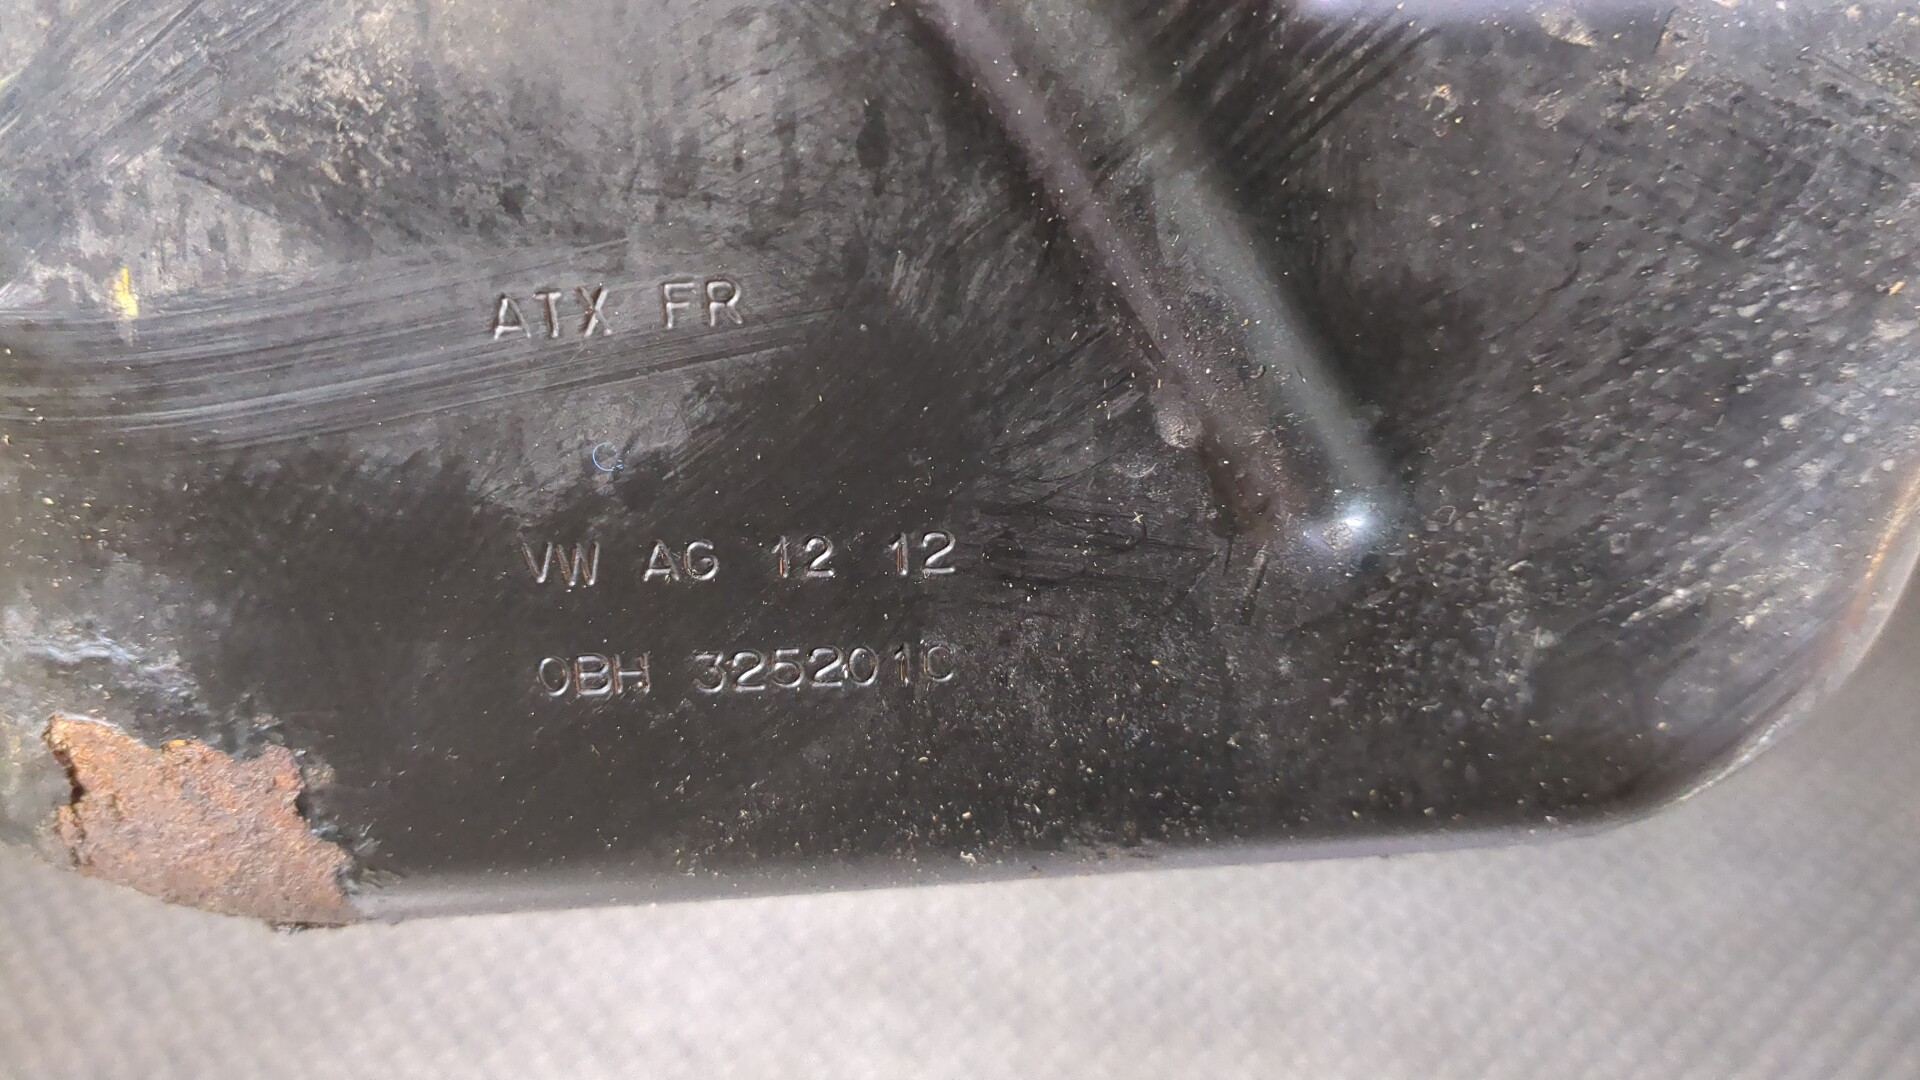 ATX FR
VW AG 12 12
0BH 325201C